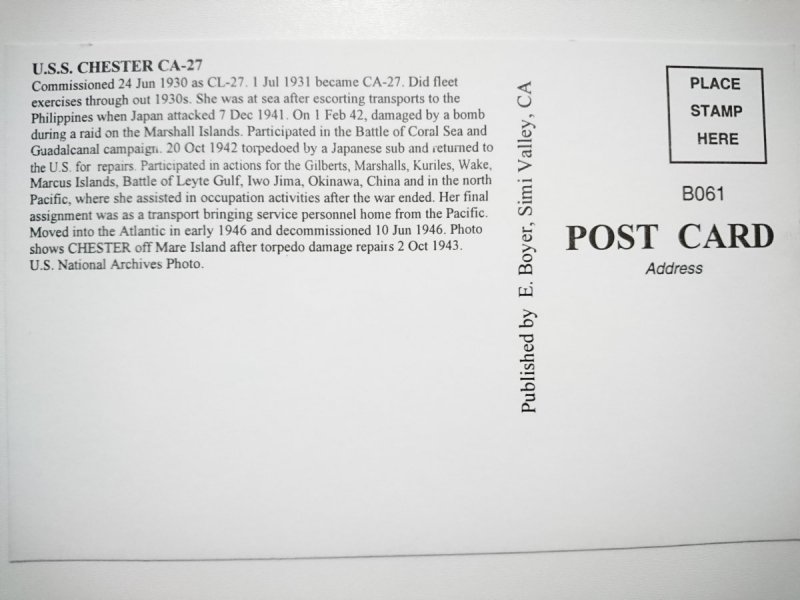 U.S.S. CHESTER CA-27
Commissioned 24 Jun 1930 as CL-27. 1 Jul 1931 became CA-27. Did fleet
exercises through out 1930s. She was at sea after escorting transports to the
Philippines when Japan attacked 7 Dec 1941. On 1 Feb 42, damaged by a bomb
during a raid on the Marshall Islands. Participated in the Battle of Coral Sea and
Guadalcanal campaign. 20 Oct 1942 torpedoed by a Japanese sub and returned to
the U.S. for repairs. Participated in actions for the Gilberts, Marshalls, Kuriles, Wake,
Marcus Islands, Battle of Leyte Gulf, Iwo Jima, Okinawa, China and in the north
Pacific, where she assisted in occupation activities after the war ended. Her final
assignment was as a transport bringing service personnel home from the Pacific.
Moved into the Atlantic in early 1946 and decommissioned 10 Jun 1946. Photo
shows CHESTER off Mare Island after torpedo damage repairs 2 Oct 1943.
U.S. National Archives Photo.
Published by E. Boyer, Simi Valley, CA
PLACE
STAMP
HERE
B061
POST CARD
Address